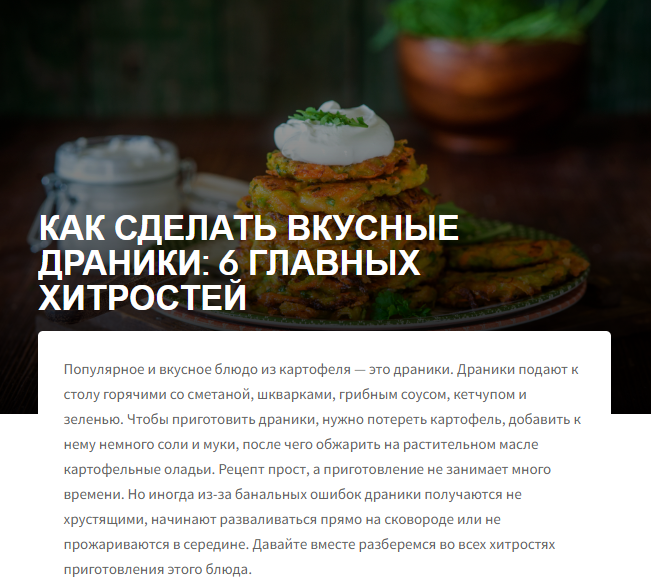 КАК СДЕЛАТЬ ВКУСНЫЕ
ДРАНИКИ: 6 ГЛАВНЫХ
ХИТРОСТЕЙ
Популярное и вкусное блюдо из картофеля — это драники. Драники подают к
столу горячими со сметаной, шкварками, грибным соусом, кетчупом и
зеленью. Чтобы приготовить драники, нужно потереть картофель, добавить к
нему немного соли и муки, после чего обжарить на растительном масле
картофельные оладьи. Рецепт прост, а приготовление не занимает много
времени. Но иногда из-за банальных ошибок драники получаются не
хрустящими, начинают разваливаться прямо на сковороде или не
прожариваются в середине. Давайте вместе разберемся во всех хитростях
приготовления этого блюда.